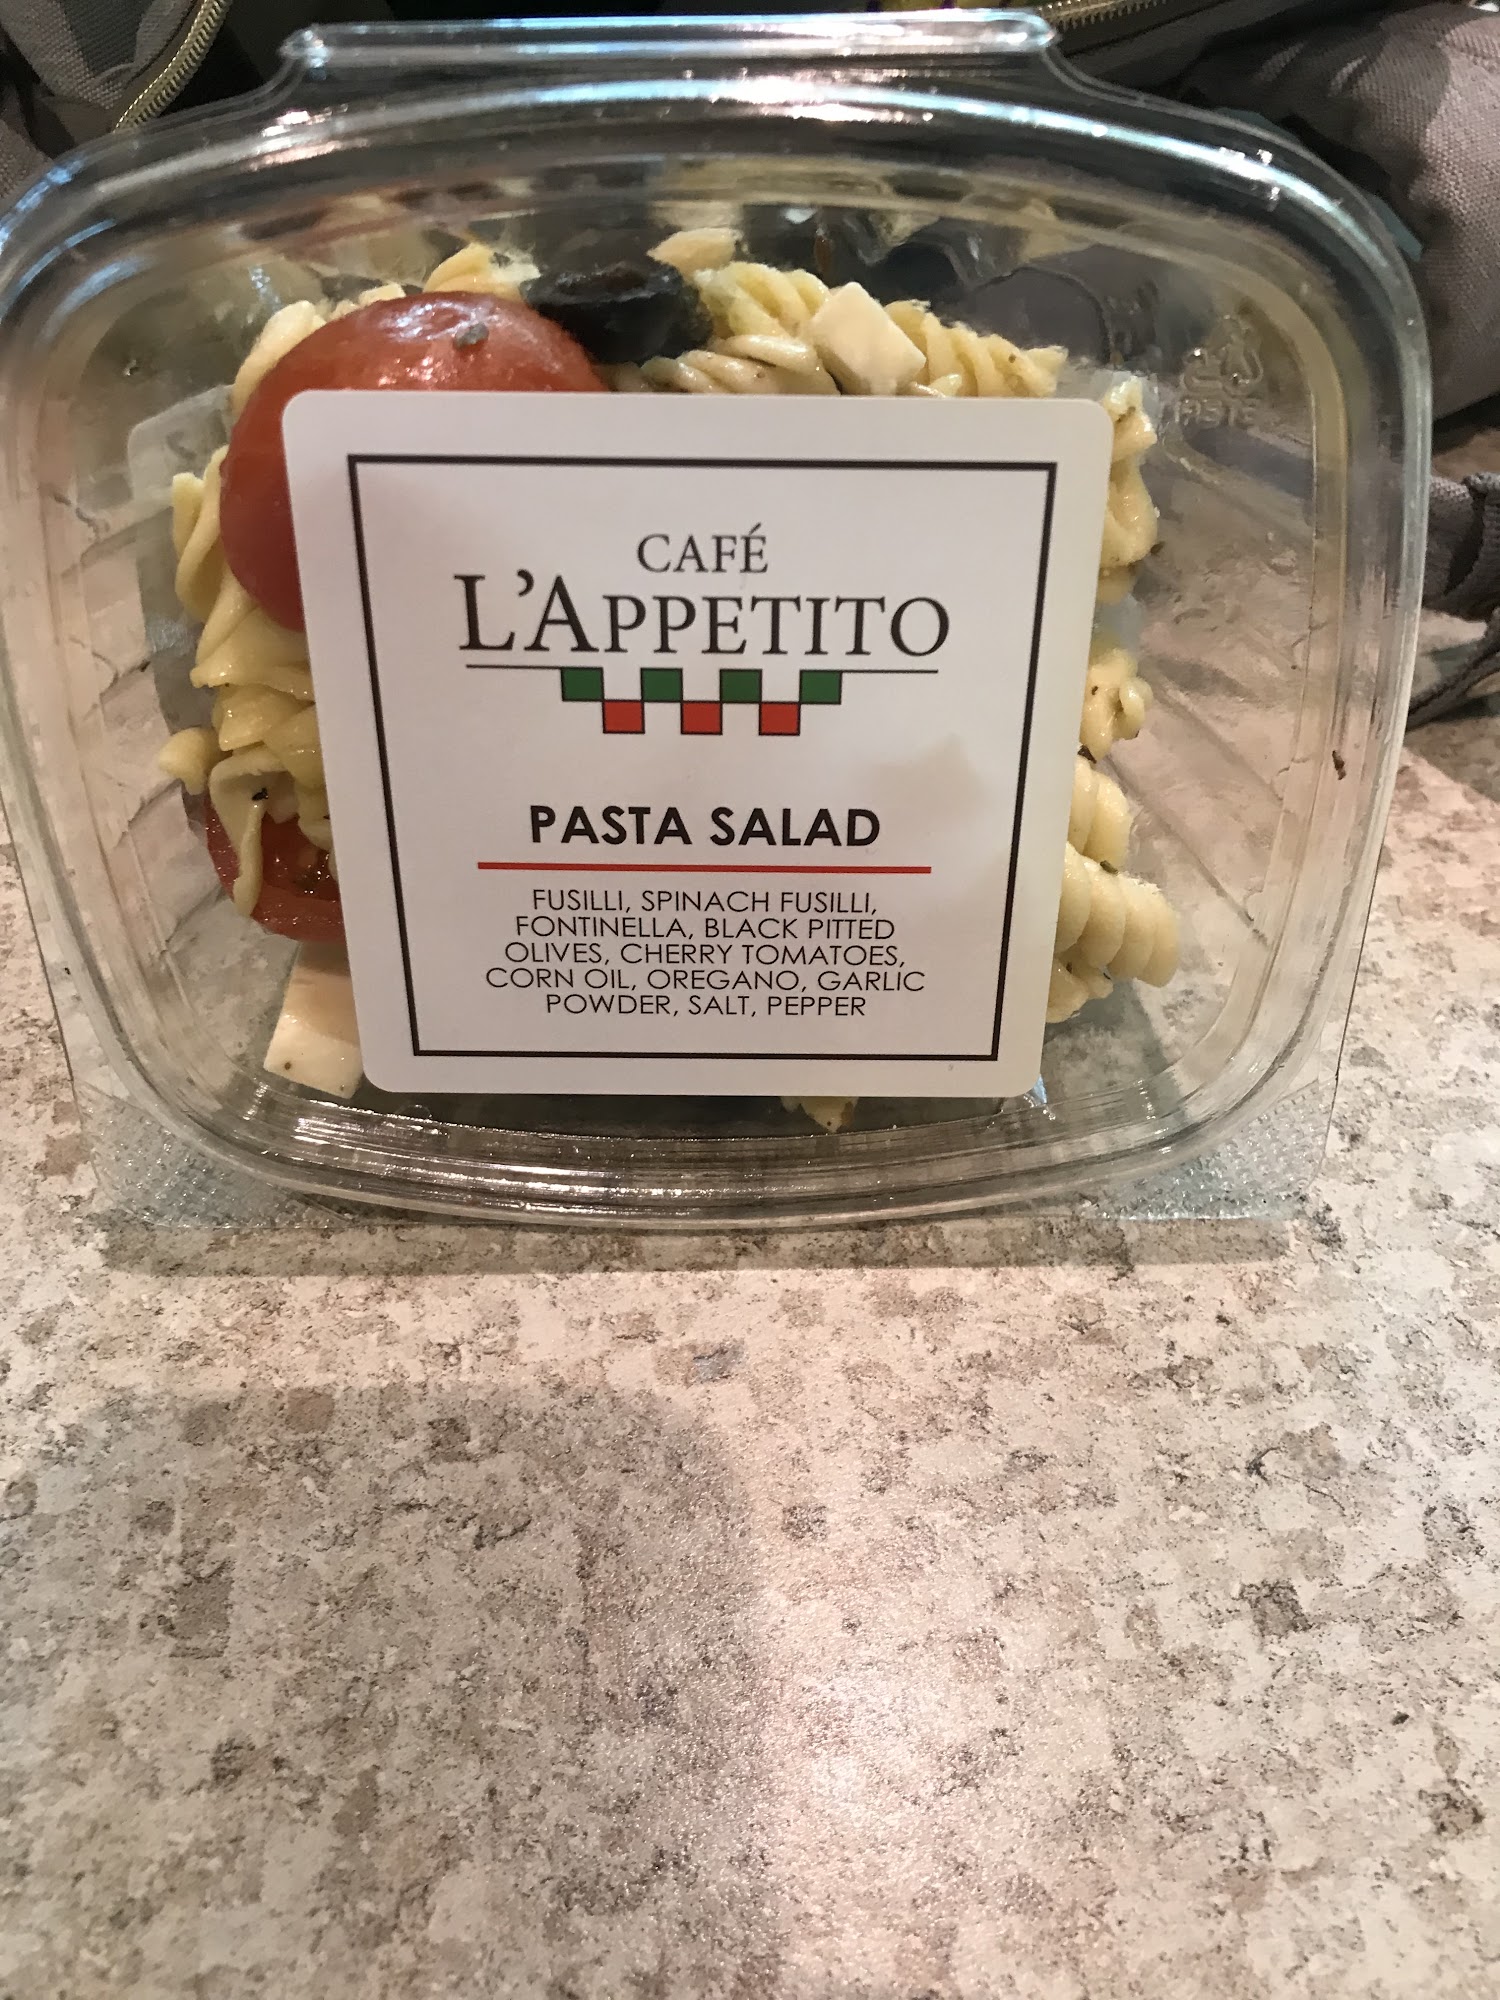 CAFÉ
L'APPETITO
PASTA SALAD
FUSILLI, SPINACH FUSILLI,
FONTINELLA, BLACK PITTED
OLIVES, CHERRY TOMATOES,
CORN OIL, OREGANO, GARLIC
POWDER, SALT, PEPPER